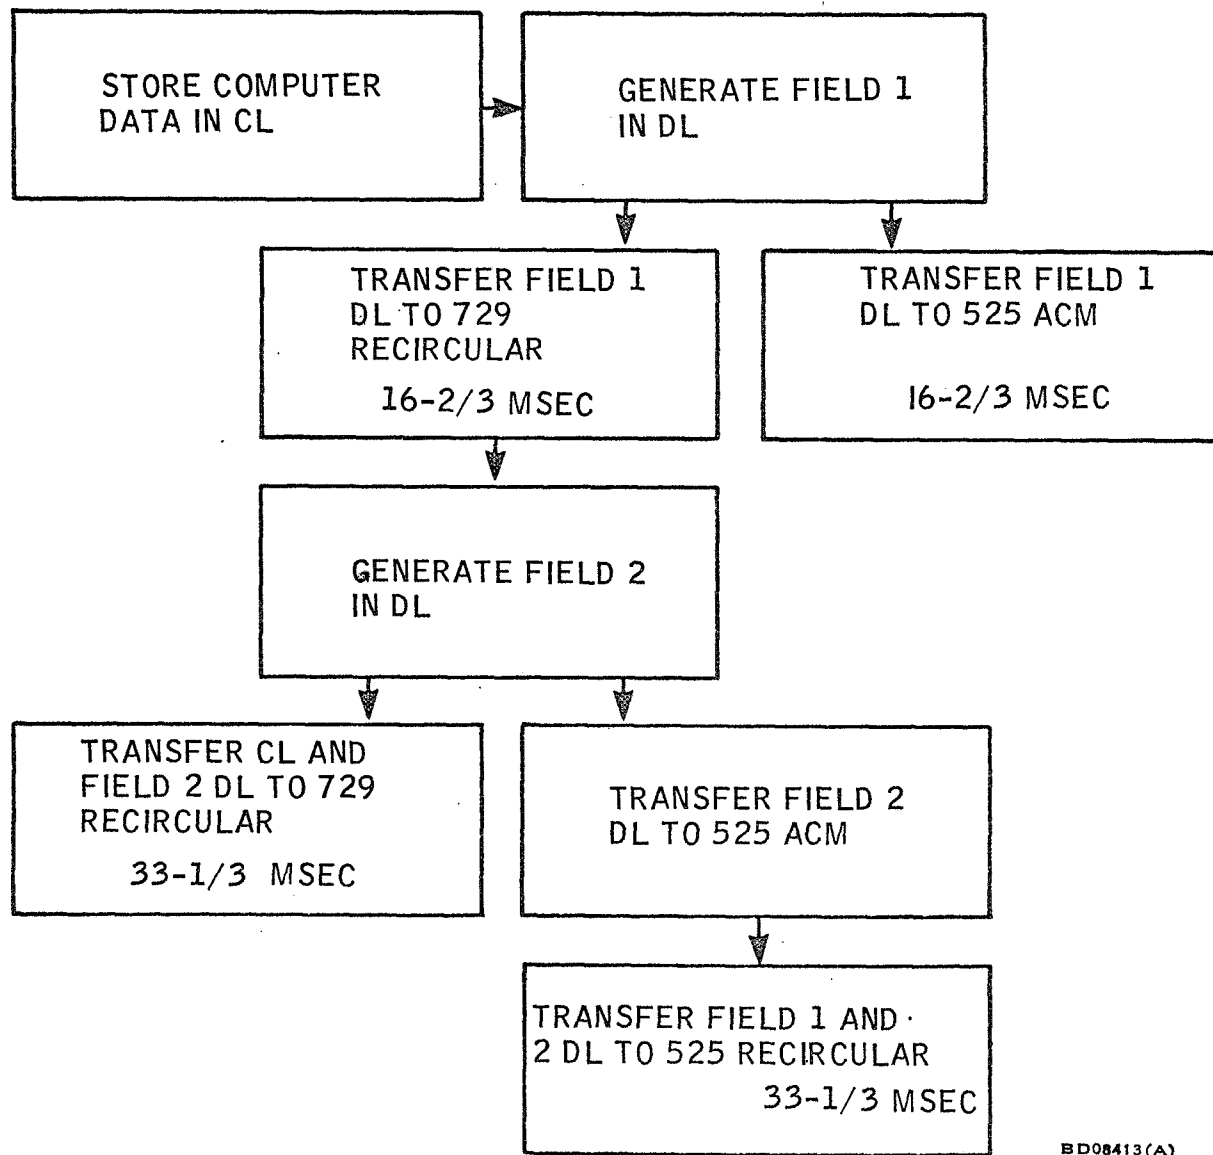 STORE COMPUTER
DATA IN CL
GENERATE FIELD 1
IN DL
TRANSFER FIELD 1
DL TO 729
RECIRCULAR
16-2/3 MSEC
TRANSFER FIELD 1
DL TO 525 ACM
16-2/3 MSEC
GENERATE FIELD 2
IN DL
TRANSFER CL AND
FIELD 2 DL TO 729
RECIRCULAR
33-1/3 MSEC
TRANSFER FIELD 2
DL TO 525 ACM
TRANSFER FIELD 1 AND
2 DL TO 525 RECIRCULAR
33-1/3 MSEC
BD08413(A)